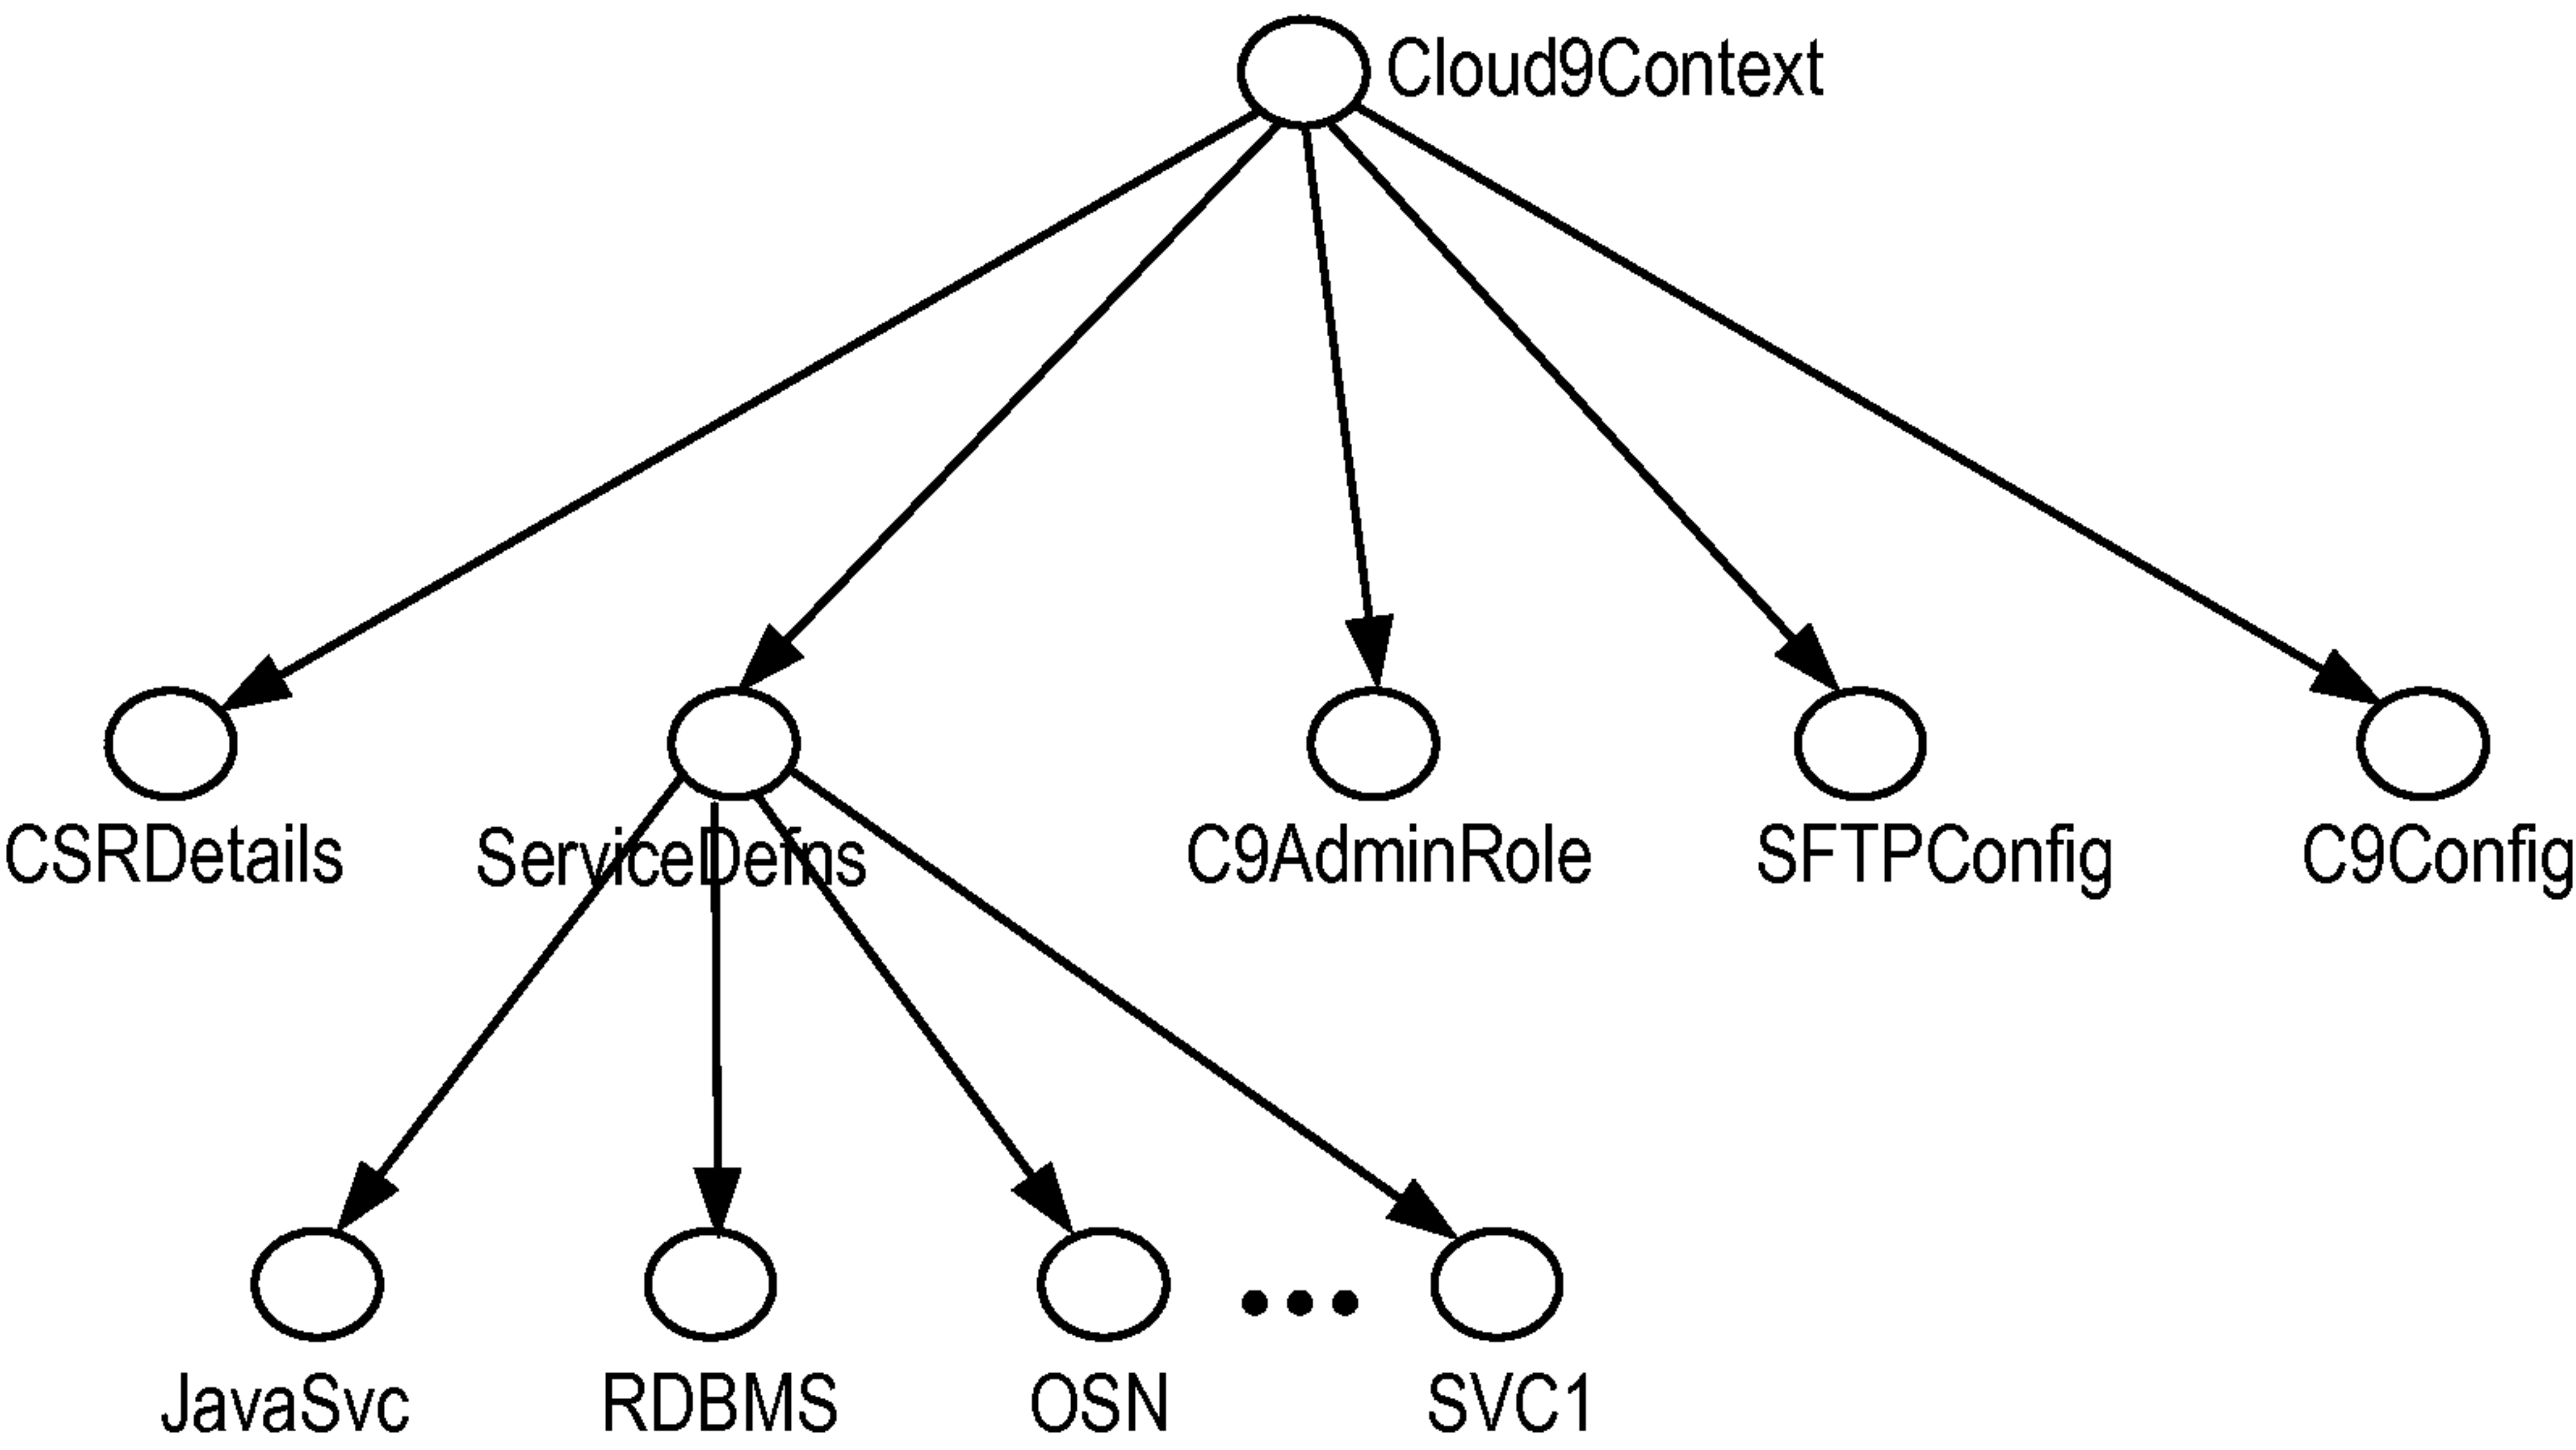 Cloud9Context
CSRDetails
ServiceDefns
C9AdminRole
SFTPConfig
C9Config
JavaSvc
RDBMS
OSN
SVC1